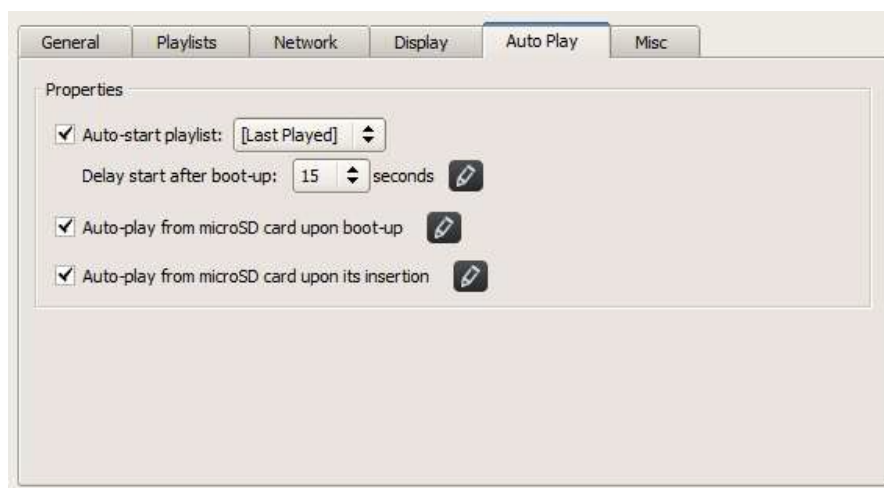 General Playlists Network Display Auto Play Misc
Properties
Auto-start playlist: [Last Played]
Delay start after boot-up: 15 seconds
Auto-play from microSD card upon boot-up
Auto-play from microSD card upon its insertion